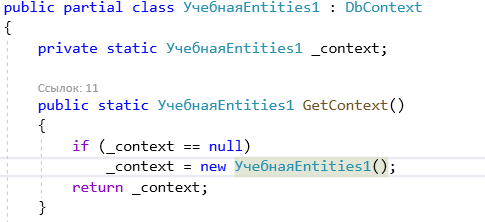 public partial class УчебнаяEntities1 : DbContext
{
private static УчебнаяEntities1 _context;
Ссылок: 11
public static УчебнаяEntities1 GetContext()
{
if (_context == null)
_context = new УчебнаяEntities1();
return _context;
}